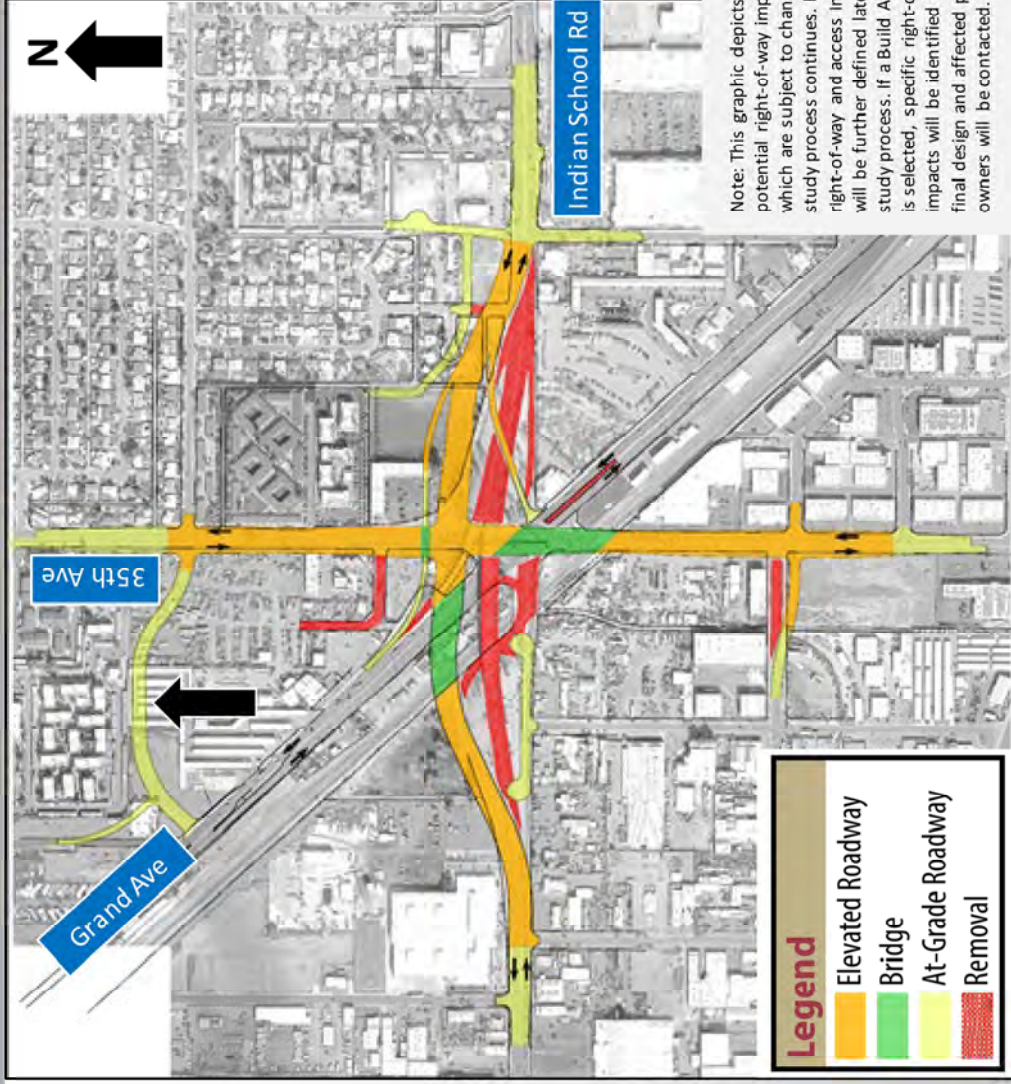 N
Indian School Rd
35th Ave
Grand Ave
Note: This graphic depicts
potential right-of-way imp
which are subject to chan
study process continues.
right-of-way and access
will be further defined late
study process. If a Build A
is selected, specific right-
impacts will be identified
final design and affected p
owners will be contacted.
Legend
Elevated Roadway
Bridge
At-Grade Roadway
Removal